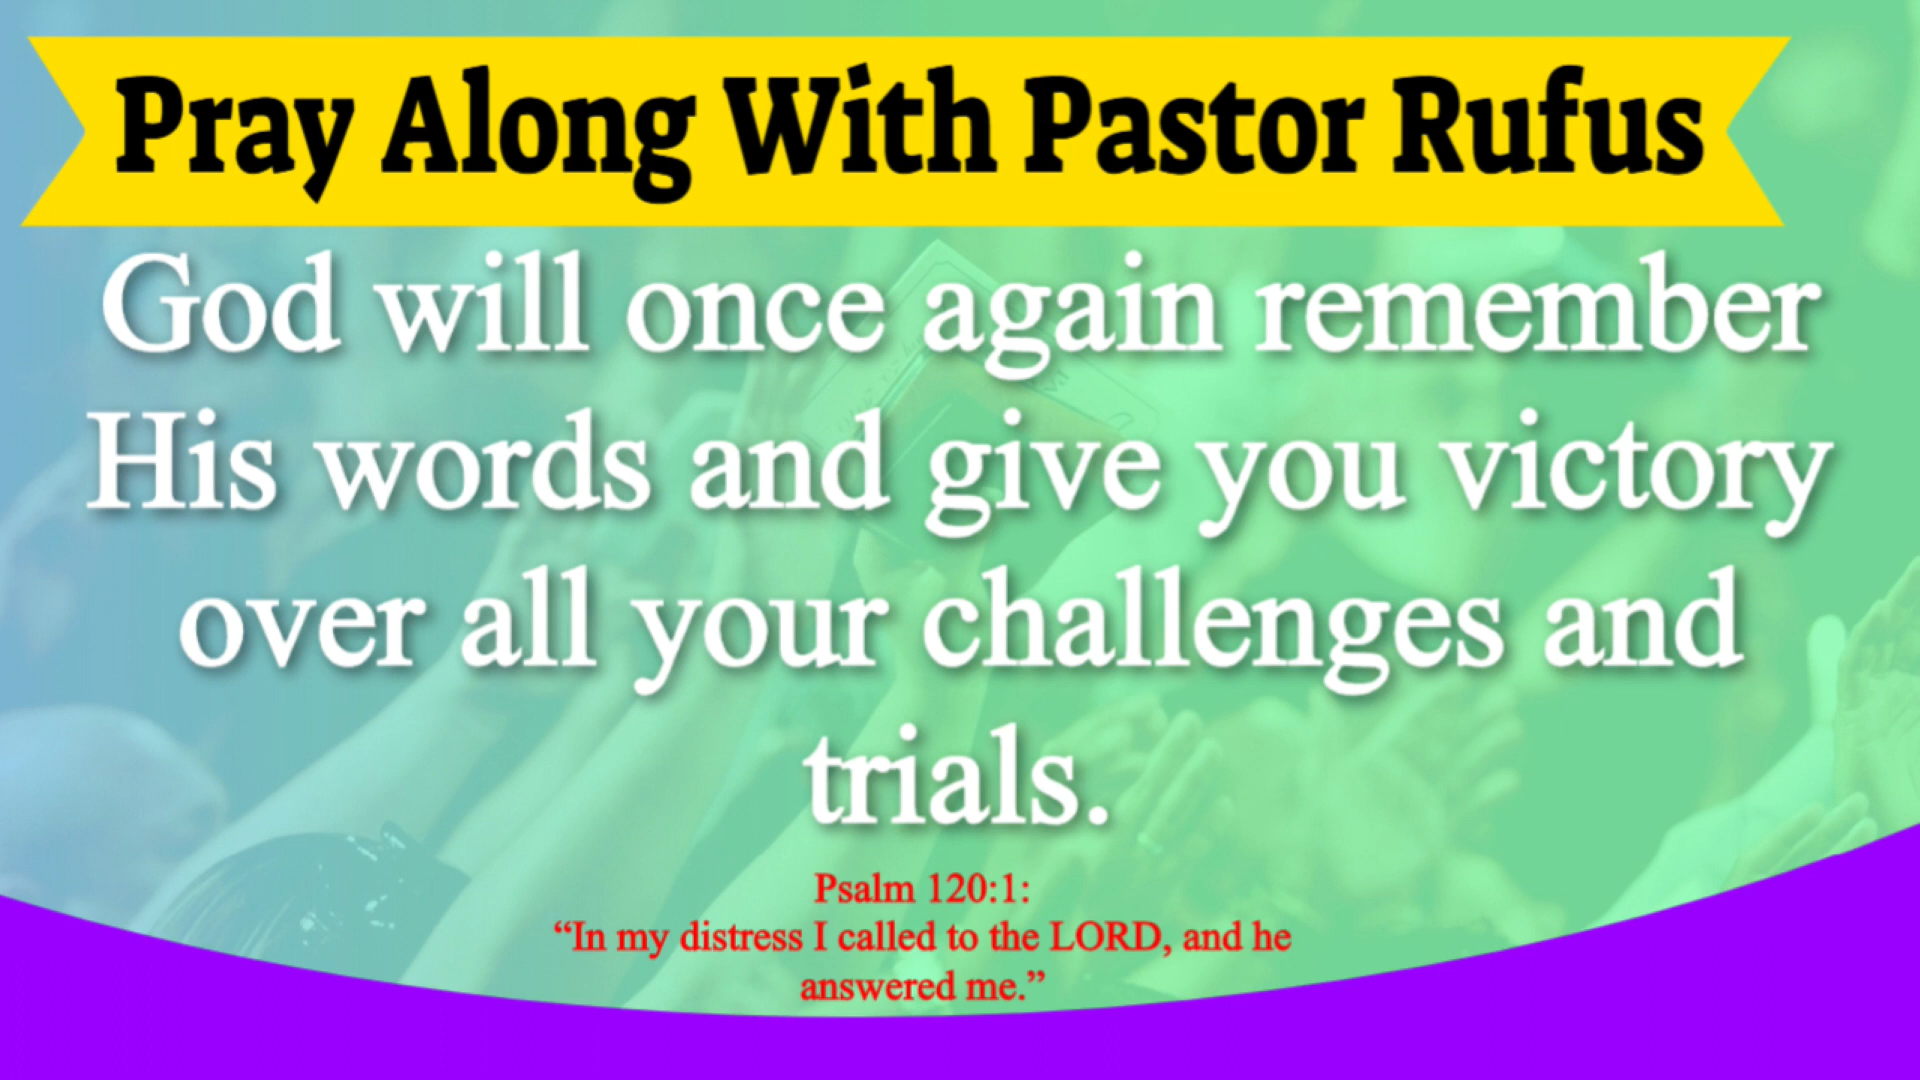 Pray Along With Pastor Rufus
God will once again remember
His words and give you victory
over all your challenges and
trials.
Psalm 120:1:
“In my distress I called to the LORD, and he
answered me.”